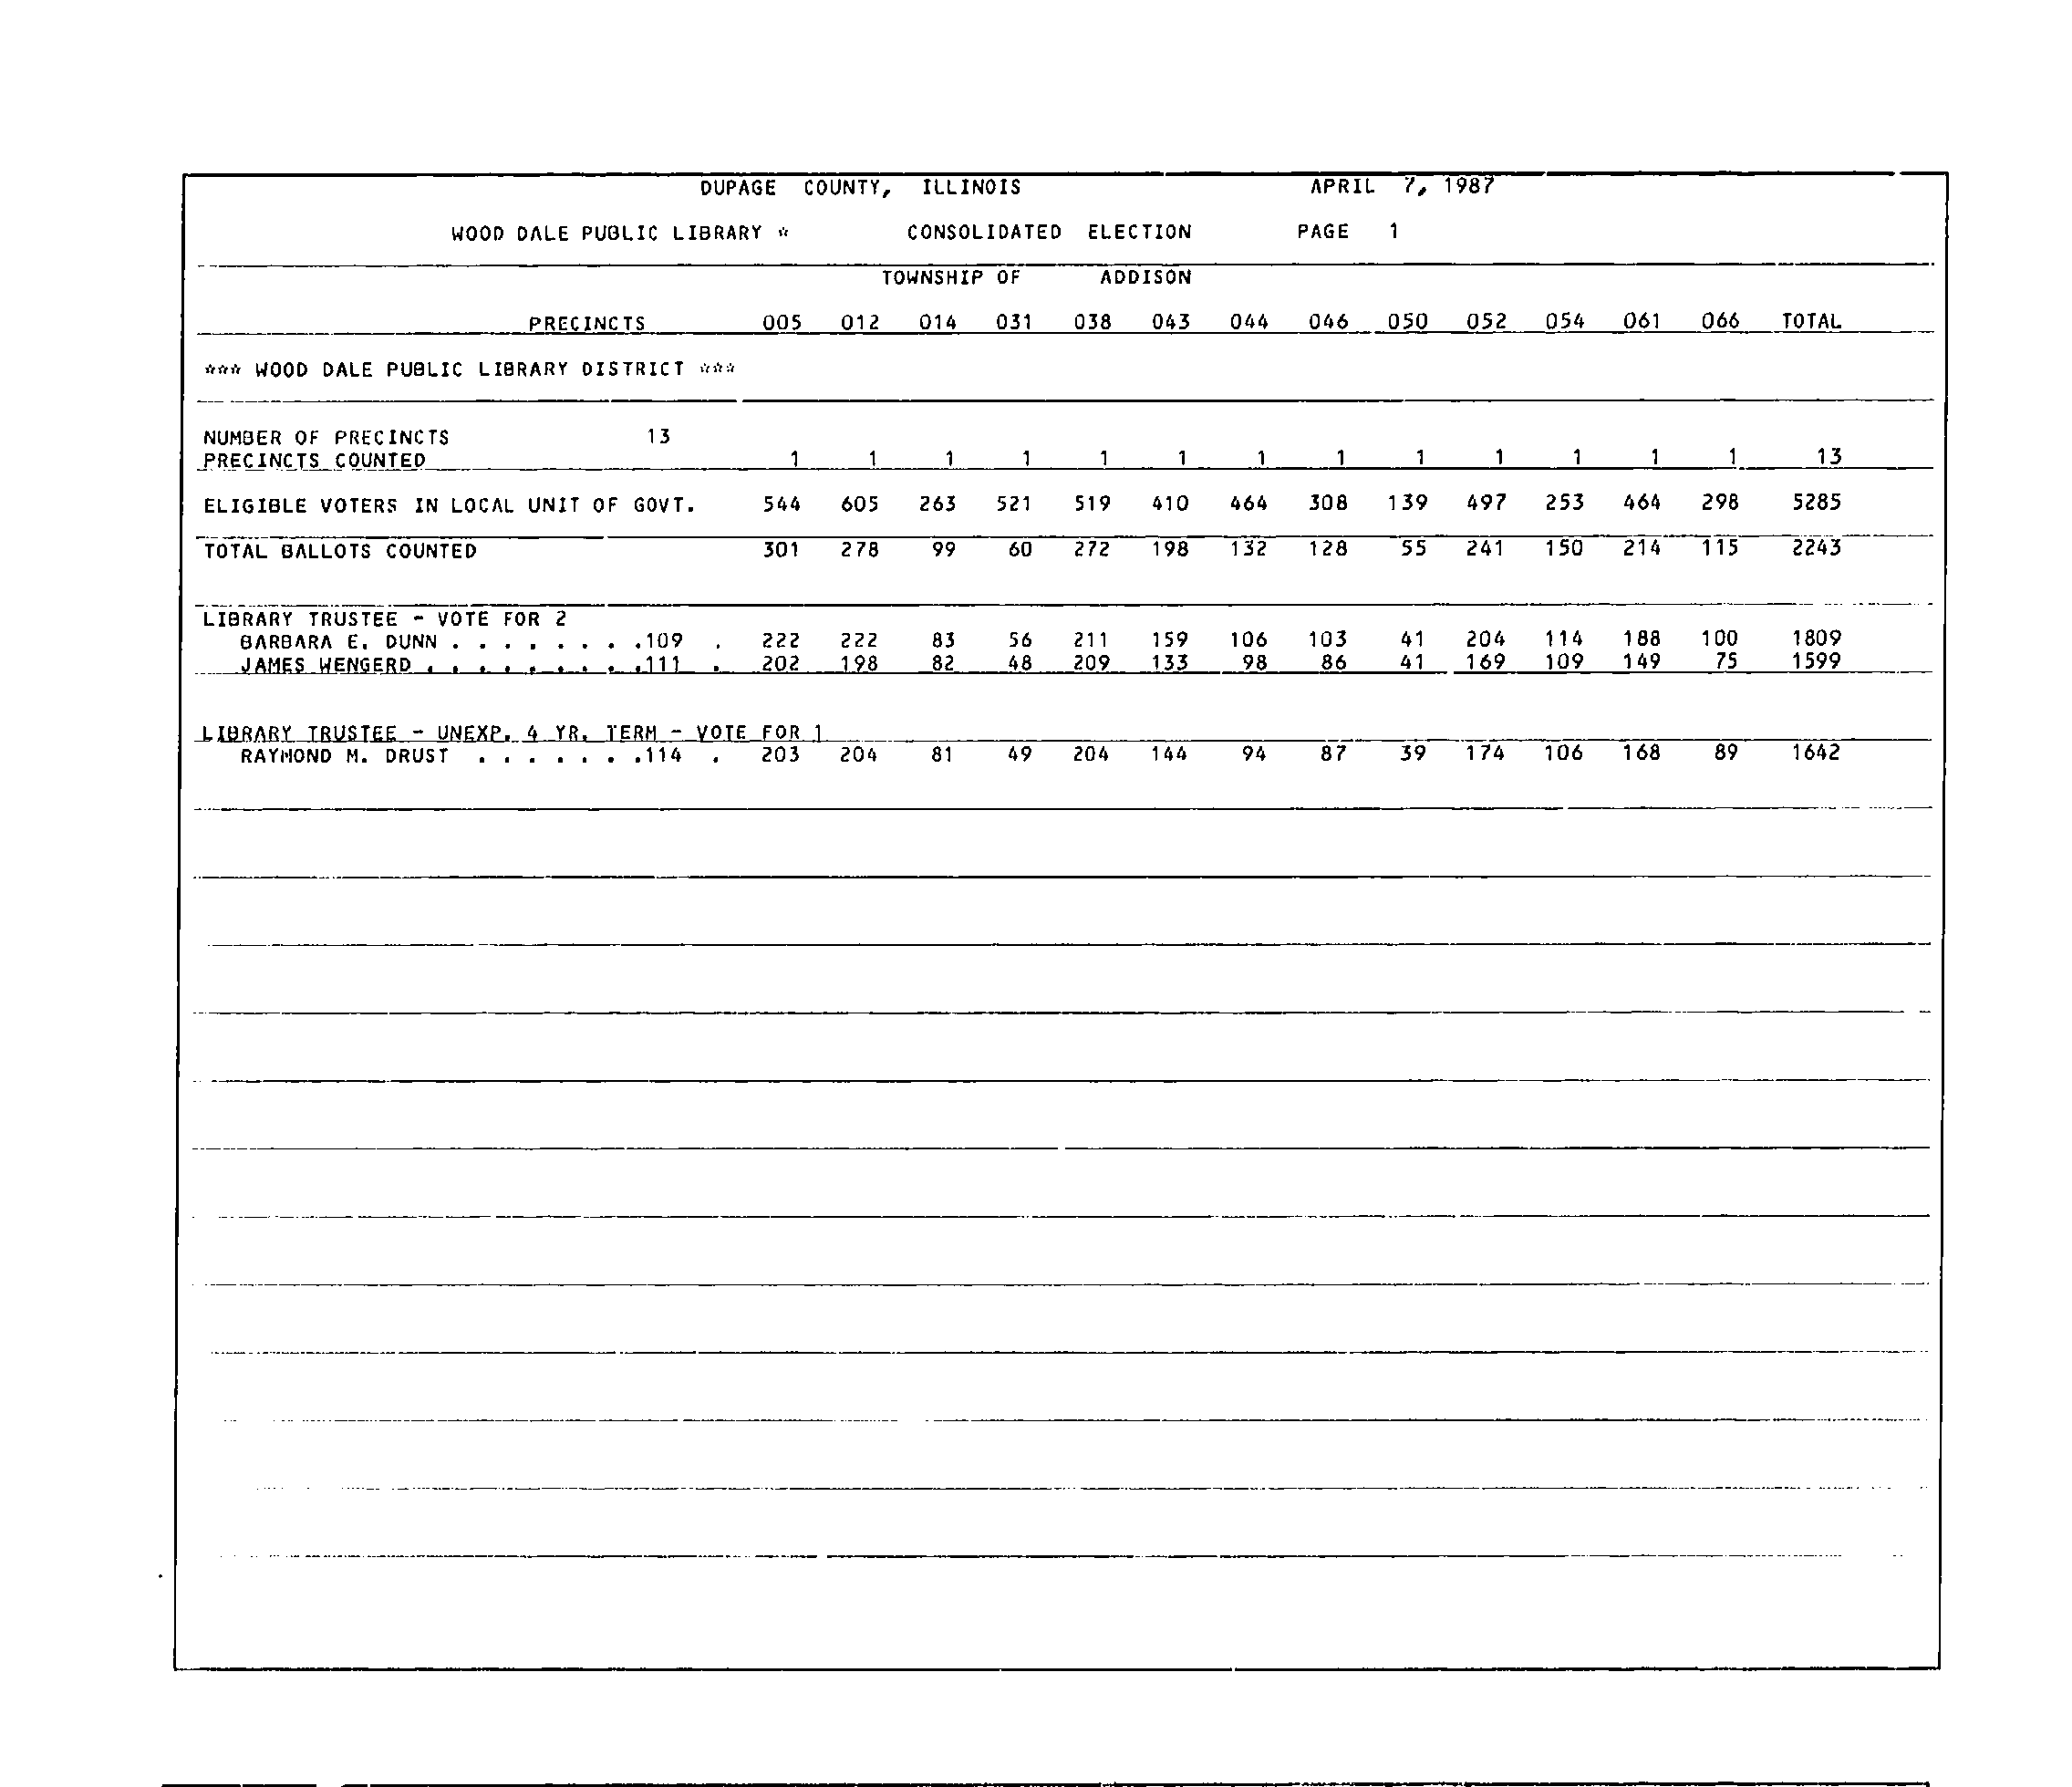 DUPAGE COUNTY, ILLINOIS APRIL 7, 1987
WOOD DALE PUBLIC LIBRARY * CONSOLIDATED ELECTION PAGE 1
TOWNSHIP OF ADDISON
PRECINCTS 005 012 014 031 038 043 044 046 050 052 054 061 066 TOTAL
*** WOOD DALE PUBLIC LIBRARY DISTRICT ***
NUMBER OF PRECINCTS 13
PRECINCTS COUNTED 1 1 1 1 1 1 1 1 1 1 1 1 1 13
ELIGIBLE VOTERS IN LOCAL UNIT OF GOVT. 544 605 263 521 519 410 464 308 139 497 253 464 298 5285
TOTAL BALLOTS COUNTED 301 278 99 60 272 198 132 128 55 241 150 214 115 2243
LIBRARY TRUSTEE - VOTE FOR 2
BARBARA E. DUNN . . . . . . . .109 . 222 222 83 56 211 159 106 103 41 204 114 188 100 1809
JAMES WENGERD . . . . . . . . .111 . 202 198 82 48 209 133 98 86 41 169 109 149 75 1599
LIBRARY TRUSTEE - UNEXP. 4 YR. TERM - VOTE FOR 1
RAYMOND M. DRUST . . . . . . .114 . 203 204 81 49 204 144 94 87 39 174 106 168 89 1642